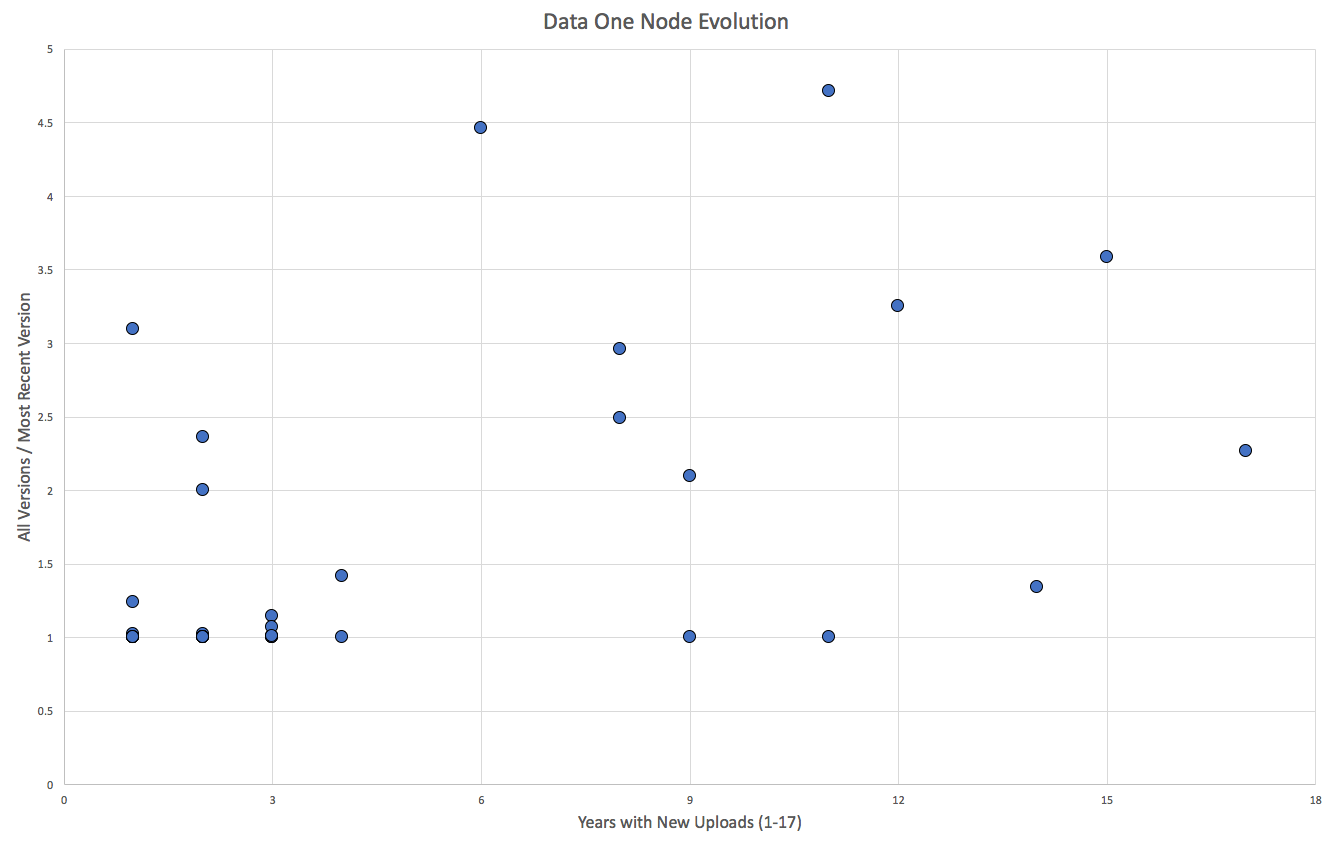 Data One Node Evolution
5
4.5
4
3.5
3
2.5
2
1.5
1
0.5
0
All Versions / Most Recent Version
0 3 6 9 12 15 18
Years with New Uploads (1-17)